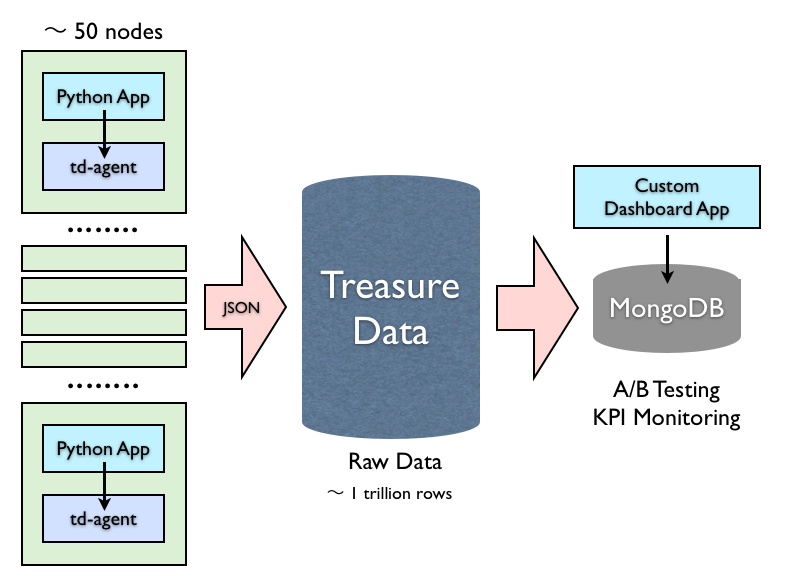 ～ 50 nodes
Python App
td-agent
........
JSON
........
Python App
td-agent
Treasure
Data
Raw Data
～ 1 trillion rows
Custom
Dashboard App
MongoDB
A/B Testing
KPI Monitoring